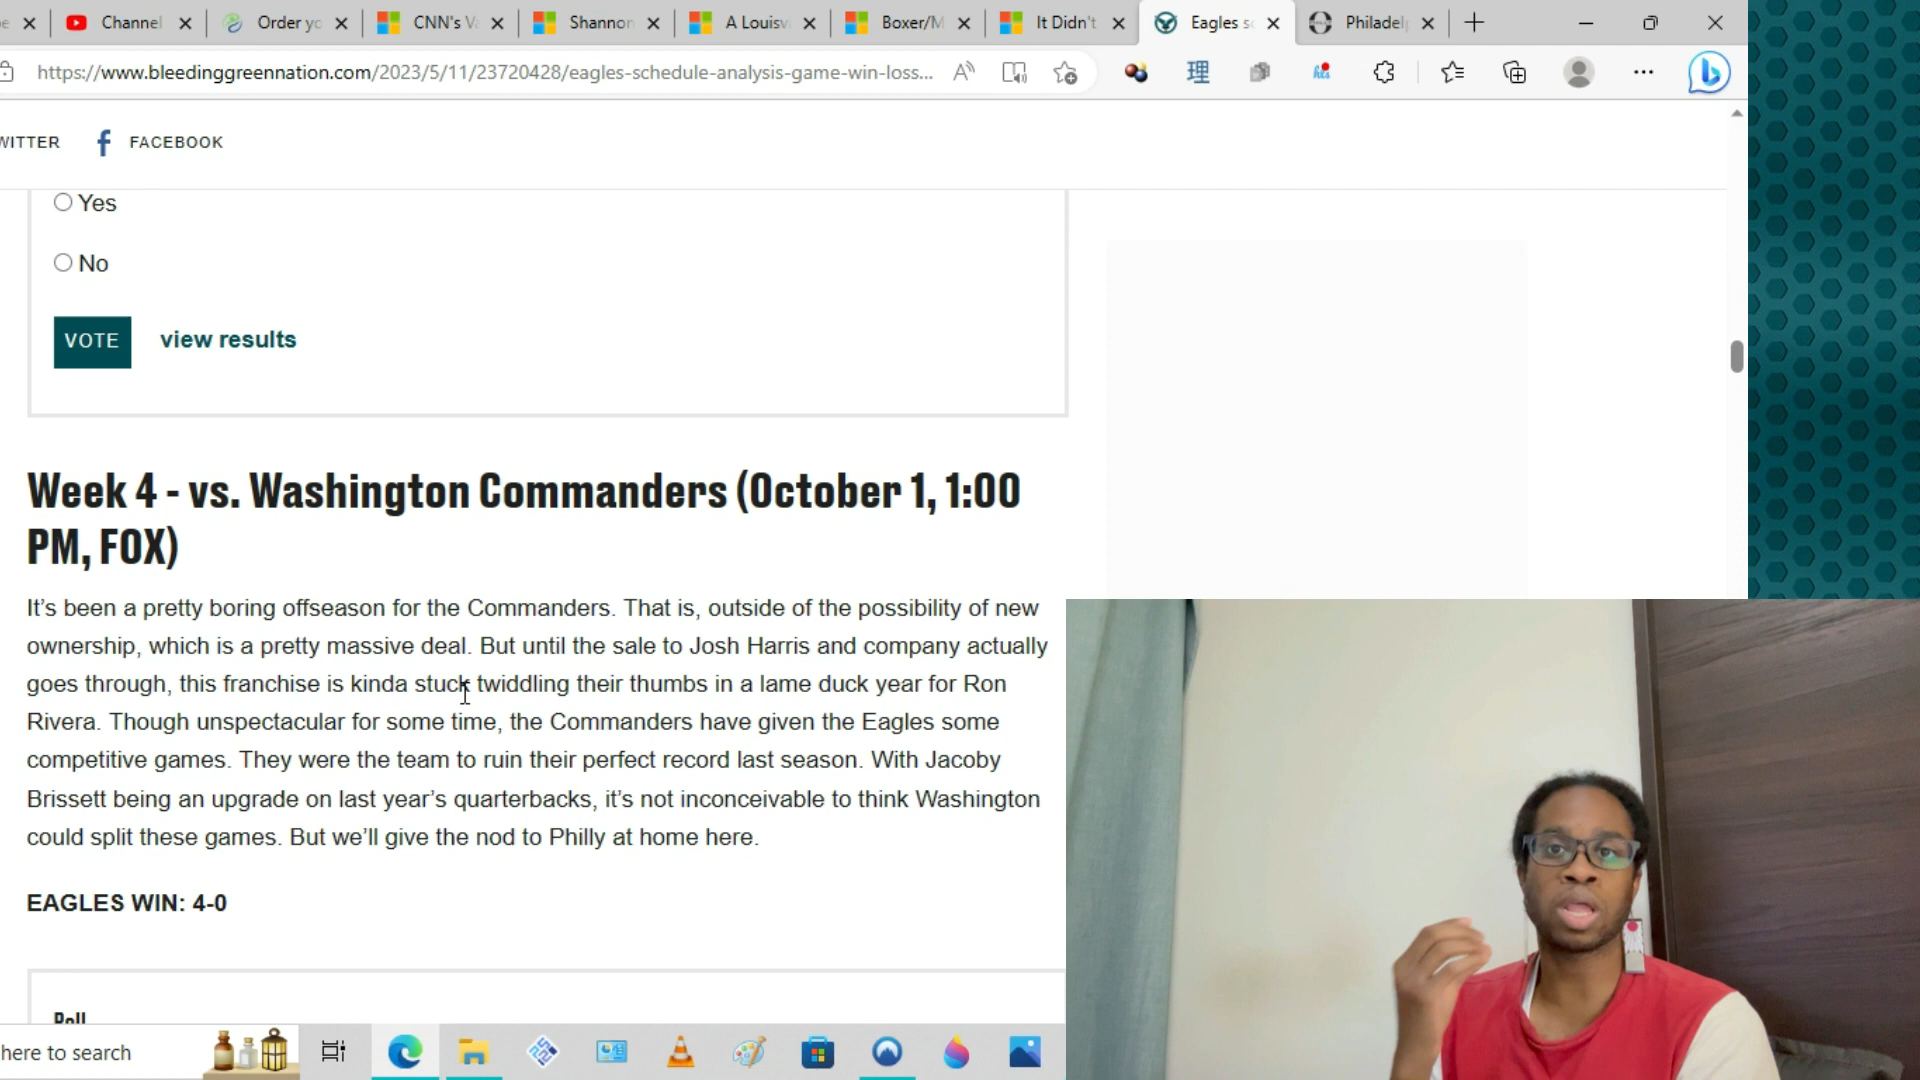 Channel
Order yo
CNN's V
Shannon
A Louisv
Boxer/M
It Didn't
Eagles sc
Philadelp
https://www.bleedinggreennation.com/2023/5/11/23720428/eagles-schedule-analysis-game-win-loss...
理
WITTER
FACEBOOK
Yes
No
VOTE
view results
Week 4 - vs. Washington Commanders (October 1, 1:00
PM, FOX)
It's been a pretty boring offseason for the Commanders. That is, outside of the possibility of new
ownership, which is a pretty massive deal. But until the sale to Josh Harris and company actually
goes through, this franchise is kinda stuck twiddling their thumbs in a lame duck year for Ron
Rivera. Though unspectacular for some time, the Commanders have given the Eagles some
competitive games. They were the team to ruin their perfect record last season. With Jacoby
Brissett being an upgrade on last year's quarterbacks, it's not inconceivable to think Washington
could split these games. But we'll give the nod to Philly at home here.
EAGLES WIN: 4-0
Poll
here to search